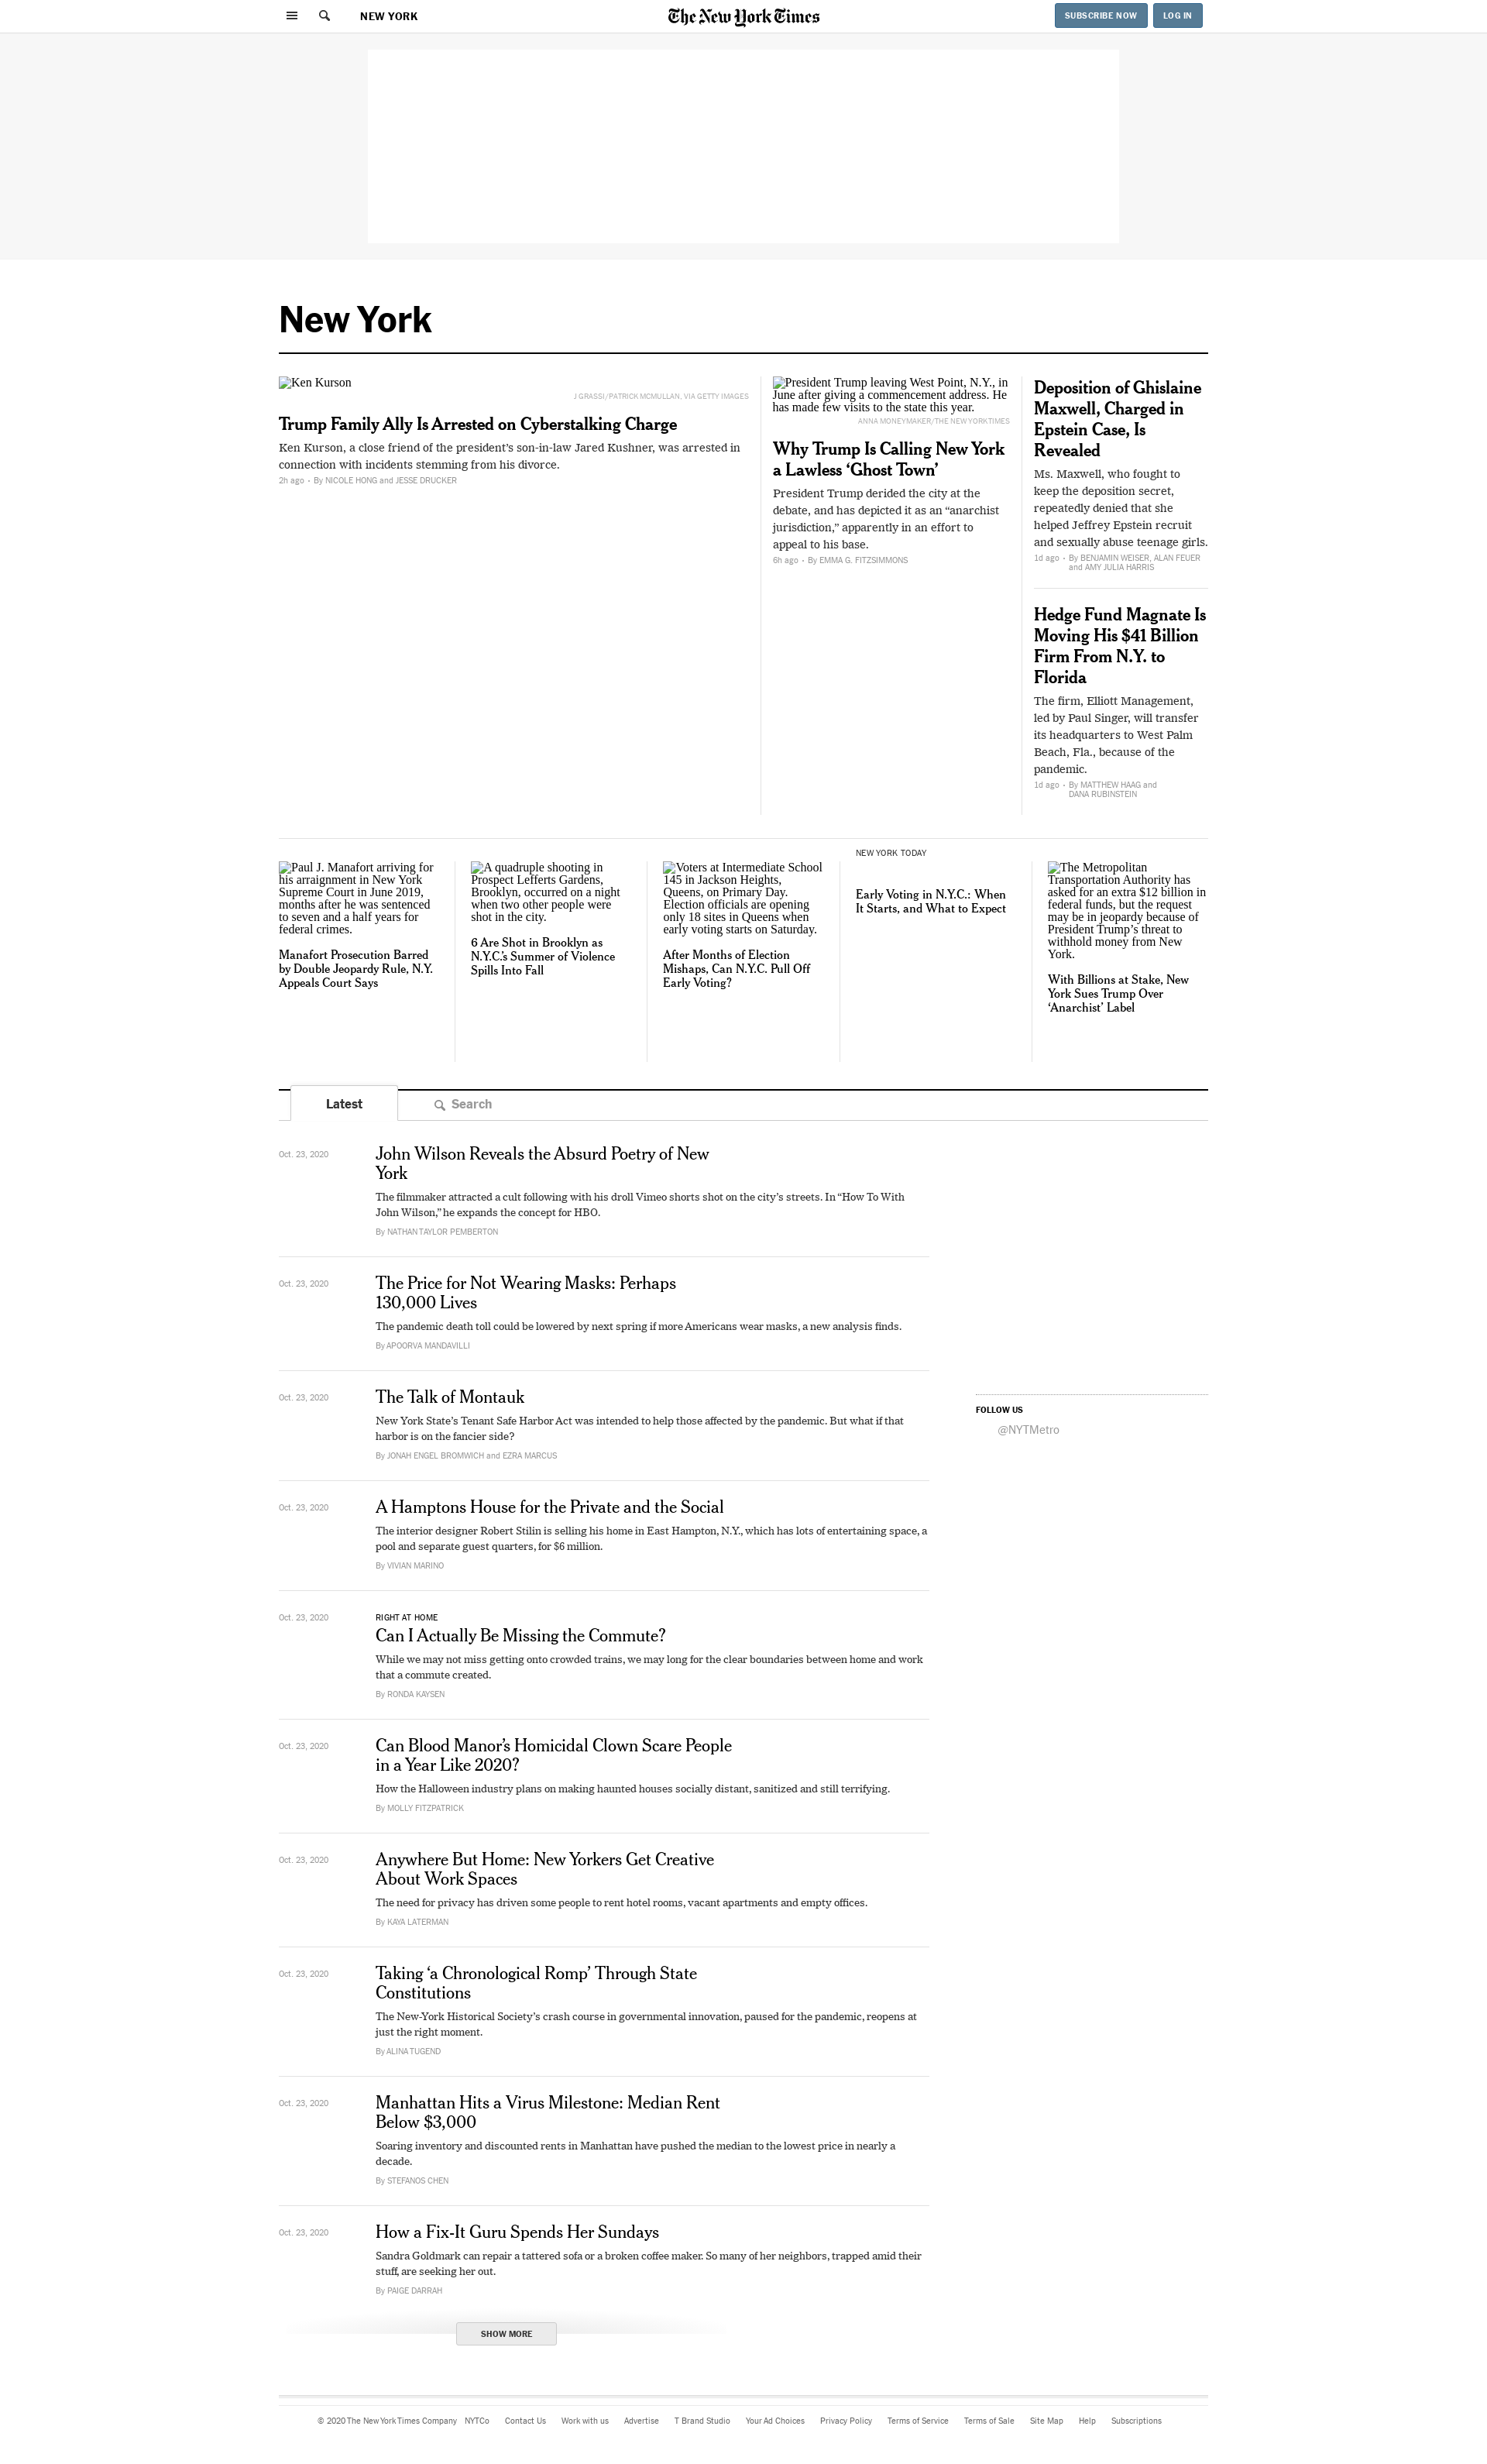 NEW YORK
The New York Times
SUBSCRIBE NOW
LOG IN
New York
Ken Kurson
J GRASSI/PATRICK MCMULLAN, VIA GETTY IMAGES
Trump Family Ally Is Arrested on Cyberstalking Charge
Ken Kurson, a close friend of the president’s son-in-law Jared Kushner, was arrested in
connection with incidents stemming from his divorce.
2h ago • By NICOLE HONG and JESSE DRUCKER
President Trump leaving West Point, N.Y., in
June after giving a commencement address. He
has made few visits to the state this year.
ANNA MONEYMAKER/THE NEW YORK TIMES
Why Trump Is Calling New York
a Lawless ‘Ghost Town’
President Trump derided the city at the
debate, and has depicted it as an “anarchist
jurisdiction,” apparently in an effort to
appeal to his base.
6h ago • By EMMA G. FITZSIMMONS
Deposition of Ghislaine
Maxwell, Charged in
Epstein Case, Is
Revealed
Ms. Maxwell, who fought to
keep the deposition secret,
repeatedly denied that she
helped Jeffrey Epstein recruit
and sexually abuse teenage girls.
1d ago • By BENJAMIN WEISER, ALAN FEUER
and AMY JULIA HARRIS
Hedge Fund Magnate Is
Moving His $41 Billion
Firm From N.Y. to
Florida
The firm, Elliott Management,
led by Paul Singer, will transfer
its headquarters to West Palm
Beach, Fla., because of the
pandemic.
1d ago • By MATTHEW HAAG and
DANA RUBINSTEIN
Paul J. Manafort arriving for
his arraignment in New York
Supreme Court in June 2019,
months after he was sentenced
to seven and a half years for
federal crimes.
Manafort Prosecution Barred
by Double Jeopardy Rule, N.Y.
Appeals Court Says
A quadruple shooting in
Prospect Lefferts Gardens,
Brooklyn, occurred on a night
when two other people were
shot in the city.
6 Are Shot in Brooklyn as
N.Y.C.’s Summer of Violence
Spills Into Fall
Voters at Intermediate School
145 in Jackson Heights,
Queens, on Primary Day.
Election officials are opening
only 18 sites in Queens when
early voting starts on Saturday.
After Months of Election
Mishaps, Can N.Y.C. Pull Off
Early Voting?
NEW YORK TODAY
Early Voting in N.Y.C.: When
It Starts, and What to Expect
The Metropolitan
Transportation Authority has
asked for an extra $12 billion in
federal funds, but the request
may be in jeopardy because of
President Trump’s threat to
withhold money from New
York.
With Billions at Stake, New
York Sues Trump Over
‘Anarchist’ Label
Latest
Search
Oct. 23, 2020
John Wilson Reveals the Absurd Poetry of New
York
The filmmaker attracted a cult following with his droll Vimeo shorts shot on the city’s streets. In “How To With
John Wilson,” he expands the concept for HBO.
By NATHAN TAYLOR PEMBERTON
Oct. 23, 2020
The Price for Not Wearing Masks: Perhaps
130,000 Lives
The pandemic death toll could be lowered by next spring if more Americans wear masks, a new analysis finds.
By APOORVA MANDAVILLI
Oct. 23, 2020
The Talk of Montauk
New York State’s Tenant Safe Harbor Act was intended to help those affected by the pandemic. But what if that
harbor is on the fancier side?
By JONAH ENGEL BROMWICH and EZRA MARCUS
FOLLOW US
@NYTMetro
Oct. 23, 2020
A Hamptons House for the Private and the Social
The interior designer Robert Stilin is selling his home in East Hampton, N.Y., which has lots of entertaining space, a
pool and separate guest quarters, for $6 million.
By VIVIAN MARINO
Oct. 23, 2020
RIGHT AT HOME
Can I Actually Be Missing the Commute?
While we may not miss getting onto crowded trains, we may long for the clear boundaries between home and work
that a commute created.
By RONDA KAYSEN
Oct. 23, 2020
Can Blood Manor’s Homicidal Clown Scare People
in a Year Like 2020?
How the Halloween industry plans on making haunted houses socially distant, sanitized and still terrifying.
By MOLLY FITZPATRICK
Oct. 23, 2020
Anywhere But Home: New Yorkers Get Creative
About Work Spaces
The need for privacy has driven some people to rent hotel rooms, vacant apartments and empty offices.
By KAYA LATERMAN
Oct. 23, 2020
Taking ‘a Chronological Romp’ Through State
Constitutions
The New-York Historical Society’s crash course in governmental innovation, paused for the pandemic, reopens at
just the right moment.
By ALINA TUGEND
Oct. 23, 2020
Manhattan Hits a Virus Milestone: Median Rent
Below $3,000
Soaring inventory and discounted rents in Manhattan have pushed the median to the lowest price in nearly a
decade.
By STEFANOS CHEN
Oct. 23, 2020
How a Fix-It Guru Spends Her Sundays
Sandra Goldmark can repair a tattered sofa or a broken coffee maker. So many of her neighbors, trapped amid their
stuff, are seeking her out.
By PAIGE DARRAH
SHOW MORE
© 2020 The New York Times Company NYTCo Contact Us Work with us Advertise T Brand Studio Your Ad Choices Privacy Policy Terms of Service Terms of Sale Site Map Help Subscriptions